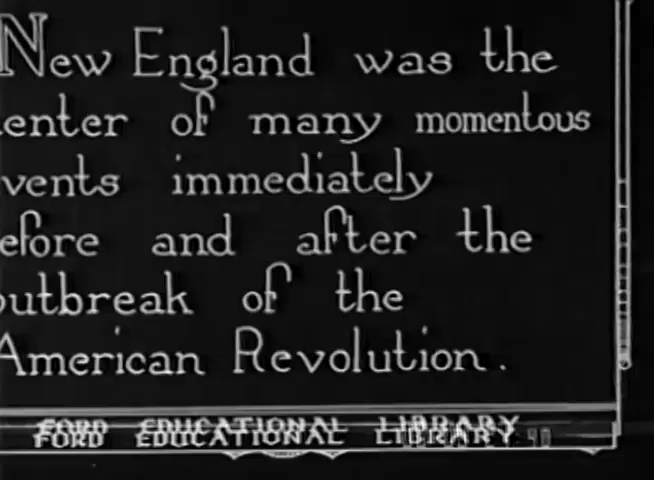 New England was the
enter of many momentous
vents immediately
efore and after the
outbreak of the
American Revolution.
FORD EDUCATIONAL LIBRARY